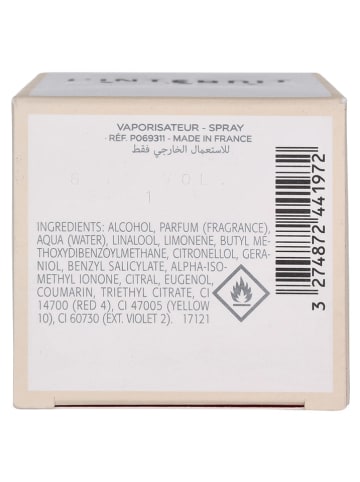 L'INTERDIT
VAPORISATEUR - SPRAY
RÉF. P069311 - MADE IN FRANCE
للاستعمال الخارجي فقط
INGREDIENTS: ALCOHOL, PARFUM (FRAGRANCE),
AQUA (WATER), LINALOOL, LIMONENE, BUTYL ME-
THOXYDIBENZOYLMETHANE, CITRONELLOL, GERA-
NIOL, BENZYL SALICYLATE, ALPHA-ISO-
METHYL IONONE, CITRAL, EUGENOL,
COUMARIN, TRIETHYL CITRATE, CI
14700 (RED 4), CI 47005 (YELLOW
10), CI 60730 (EXT. VIOLET 2). 17121
3 274872 441972